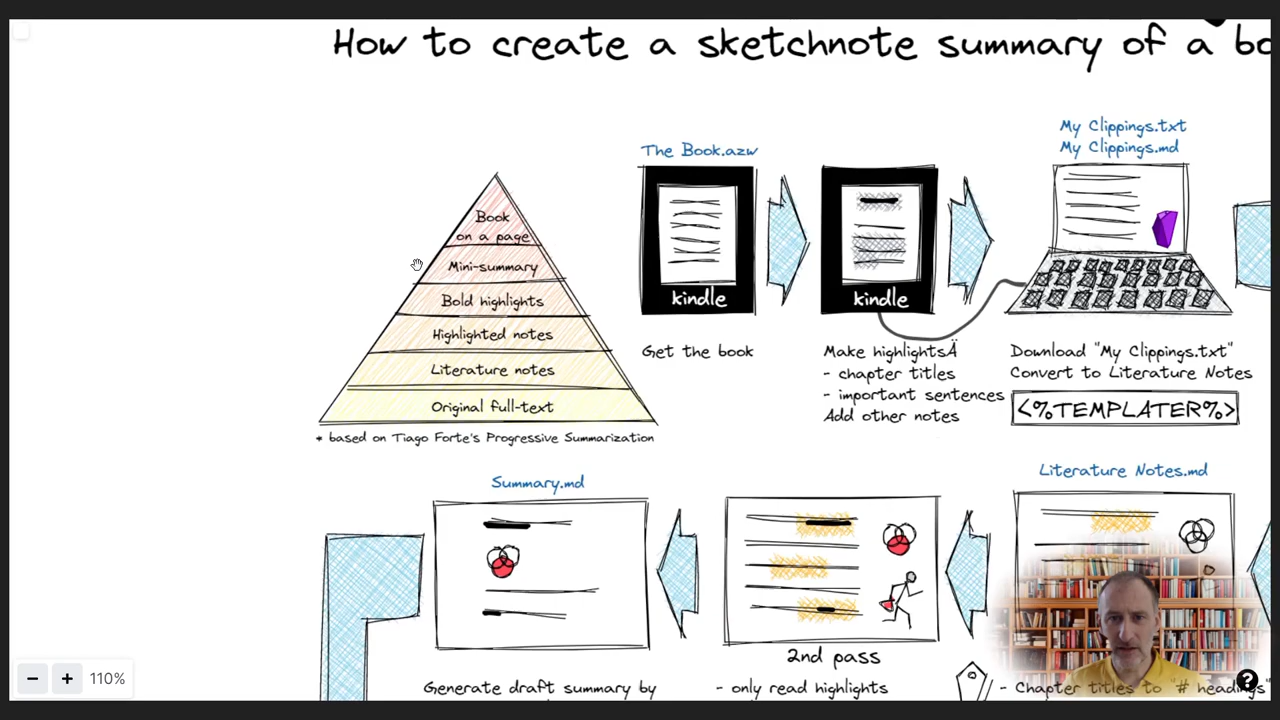 How to create a sketchnote summary of a bo
The Book.azw
My Clippings.txt
My Clippings.md
Book
on a page
Mini-summary
Bold highlights
Highlighted notes
Literature notes
Original full-text
* based on Tiago Forte's Progressive Summarization
kindle
kindle
Get the book
Make highlightsÄ
- chapter titles
- important sentences
Add other notes
Download "My Clippings.txt"
Convert to Literature Notes
<%TEMPLATER%>
Summary.md
Literature Notes.md
2nd pass
Generate draft summary by
- only read highlights
- Chapter titles to "# headings"
110%